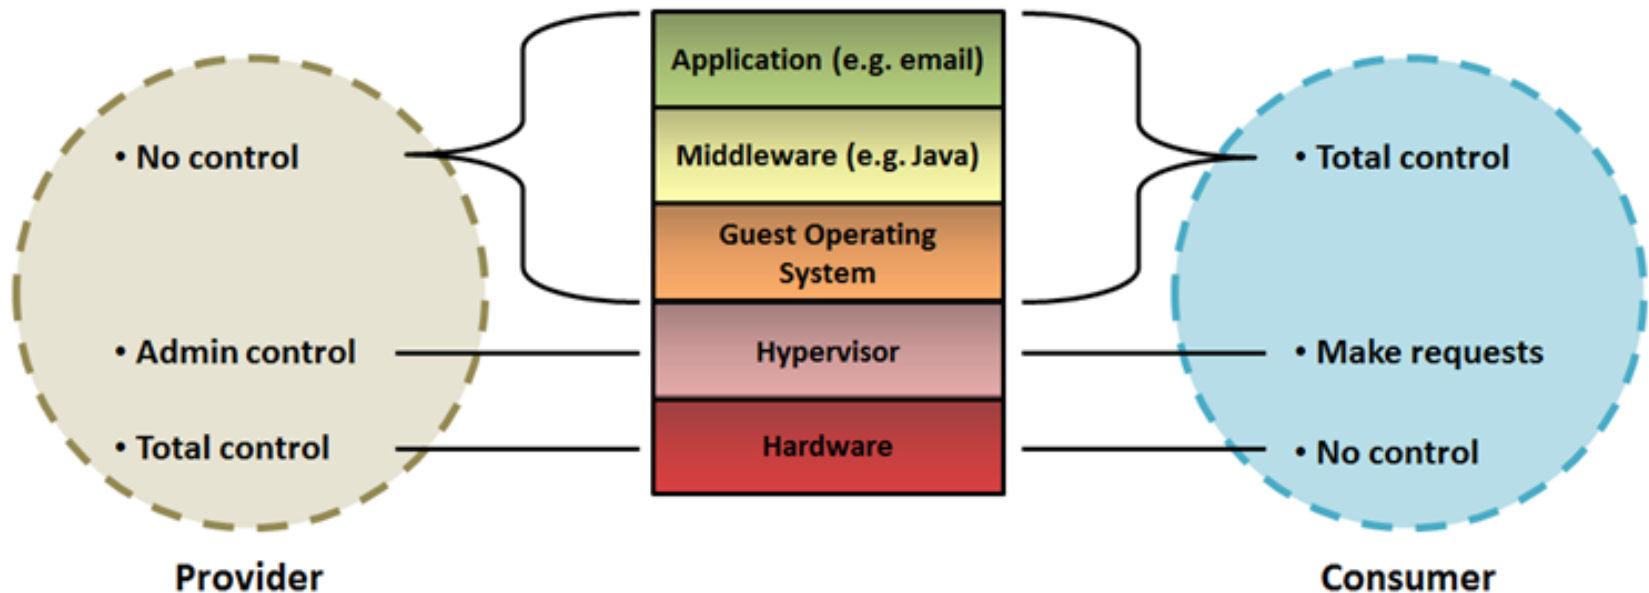 Application (e.g. email)
• No control
Middleware (e.g. Java)
• Total control
Guest Operating
System
• Admin control
Hypervisor
• Make requests
• Total control
Hardware
• No control
Provider
Consumer